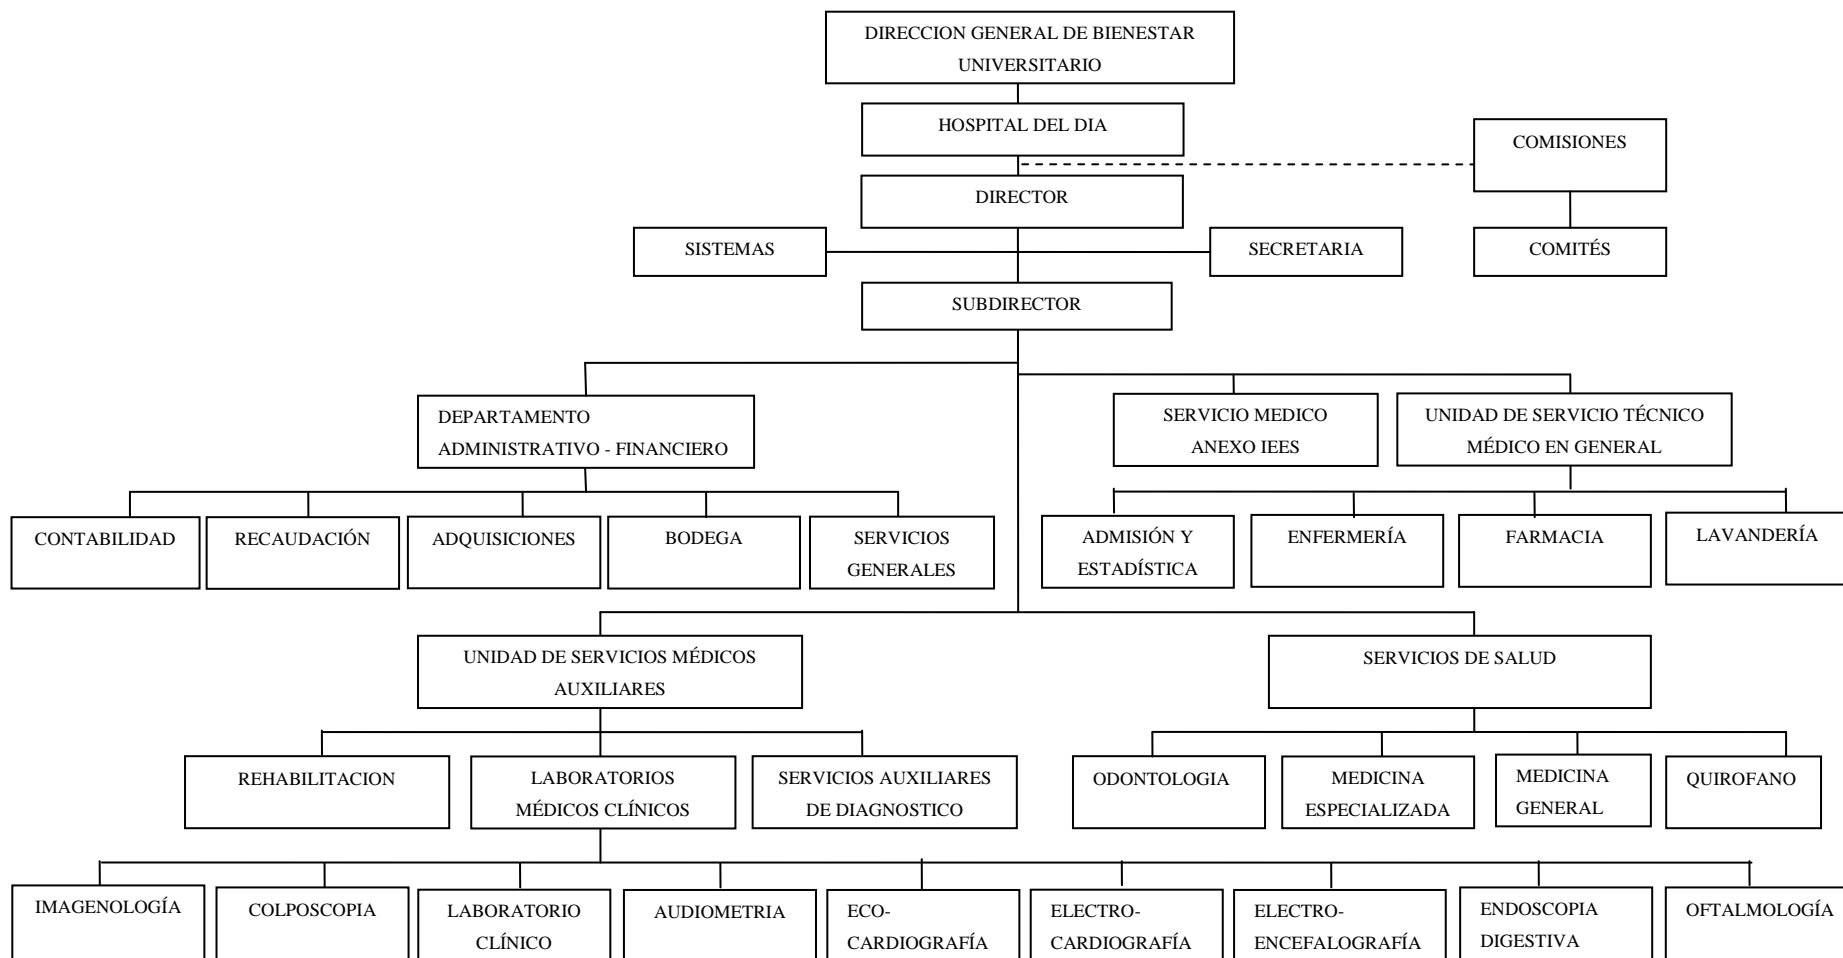 DIRECCION GENERAL DE BIENESTAR
UNIVERSITARIO
HOSPITAL DEL DIA
COMISIONES
DIRECTOR
SISTEMAS
SECRETARIA
COMITÉS
SUBDIRECTOR
DEPARTAMENTO
ADMINISTRATIVO - FINANCIERO
SERVICIO MEDICO
ANEXO IEES
UNIDAD DE SERVICIO TÉCNICO
MÉDICO EN GENERAL
CONTABILIDAD
RECAUDACIÓN
ADQUISICIONES
BODEGA
SERVICIOS
GENERALES
ADMISIÓN Y
ESTADÍSTICA
ENFERMERÍA
FARMACIA
LAVANDERÍA
UNIDAD DE SERVICIOS MÉDICOS
AUXILIARES
SERVICIOS DE SALUD
REHABILITACION
LABORATORIOS
MÉDICOS CLÍNICOS
SERVICIOS AUXILIARES
DE DIAGNOSTICO
ODONTOLOGIA
MEDICINA
ESPECIALIZADA
MEDICINA
GENERAL
QUIROFANO
IMAGENOLOGÍA
COLPOSCOPIA
LABORATORIO
CLÍNICO
AUDIOMETRIA
ECO-
CARDIOGRAFÍA
ELECTRO-
CARDIOGRAFÍA
ELECTRO-
ENCEFALOGRAFÍA
ENDOSCOPIA
DIGESTIVA
OFTALMOLOGÍA